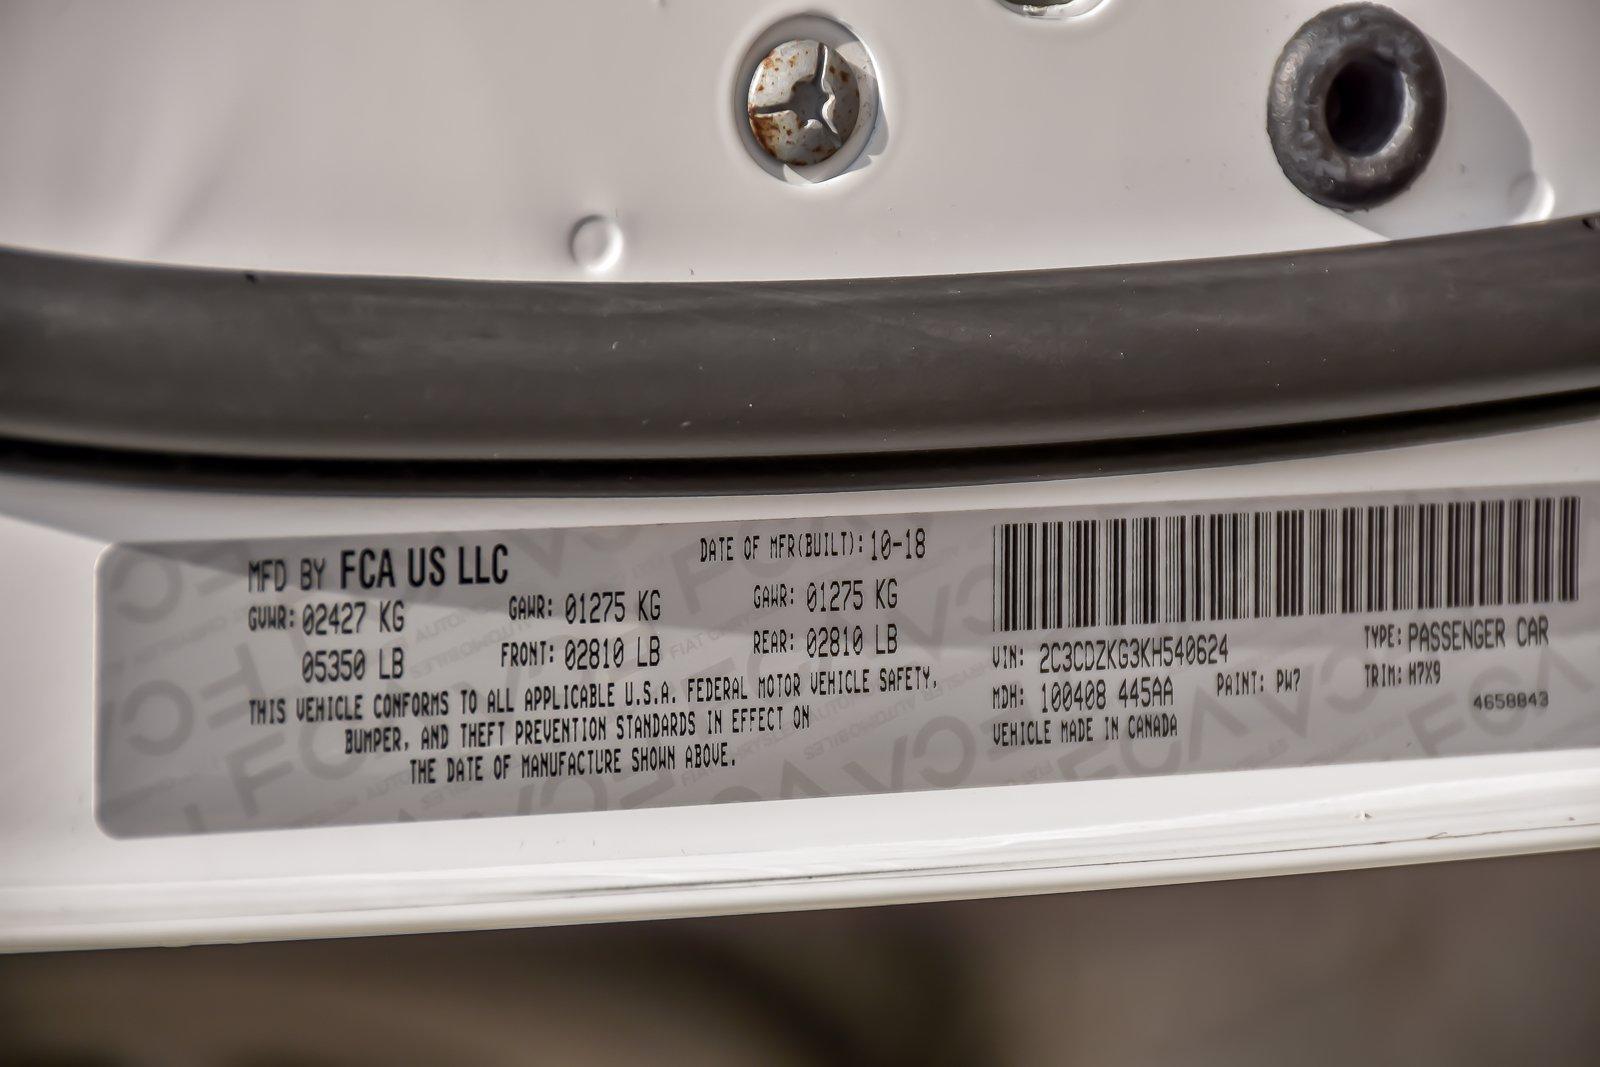 MFD BY FCA US LLC DATE OF MFR(BUILT): 10-18
GVWR: 02427 KG GAWR: 01275 KG GAWR: 01275 KG
05350 LB FRONT: 02810 LB REAR: 02810 LB
THIS VEHICLE CONFORMS TO ALL APPLICABLE U.S.A. FEDERAL MOTOR VEHICLE SAFETY,
BUMPER, AND THEFT PREVENTION STANDARDS IN EFFECT ON
THE DATE OF MANUFACTURE SHOWN ABOVE.
VIN: 2C3CDZKG3KH540624 TYPE: PASSENGER CAR
MDH: 100408 445AA PAINT: PW7 TRIM: H7X9
VEHICLE MADE IN CANADA 4658843